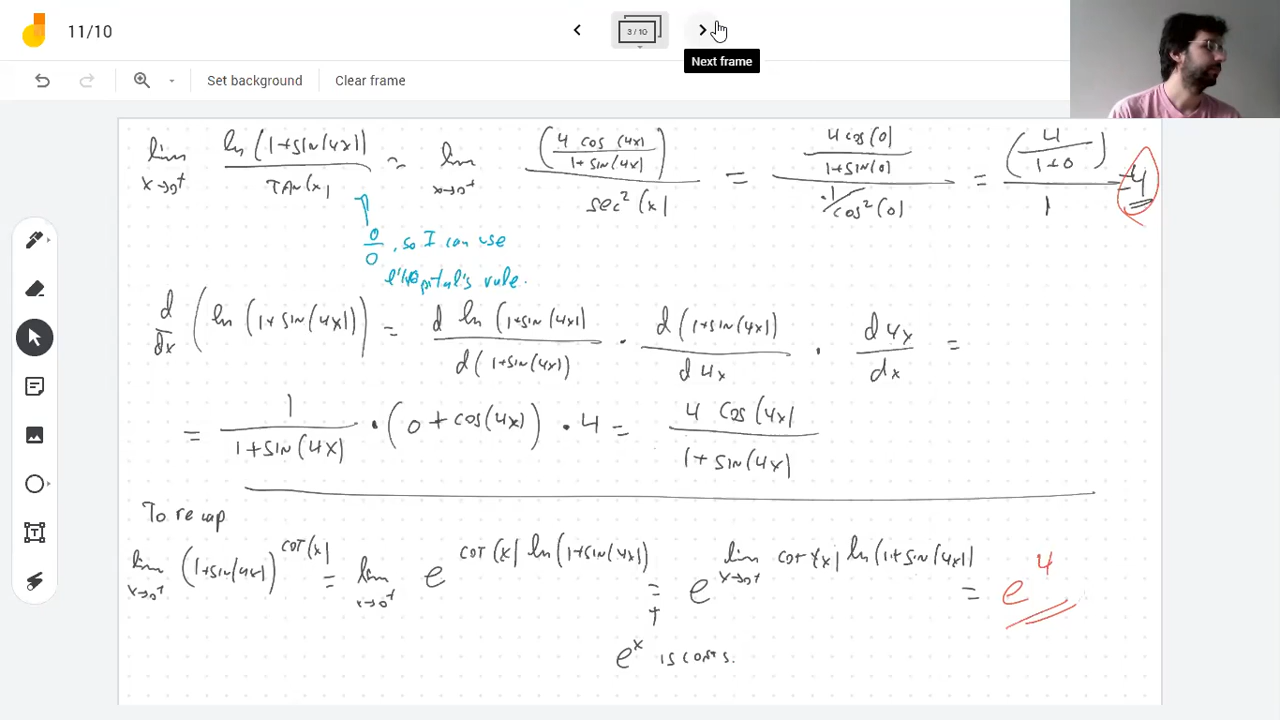 11/10
3 / 10
Next frame
Set background
Clear frame
lim x→0⁺ ln(1+sin(4x)) / TAN(x) ~ lim x→0⁺ (4 cos(4x) / 1+sin(4x)) / sec²(x) = (4cos(0) / 1+sin(0)) / (1/cos²(0)) = (4 / 1+0) / 1 = 4
↑ 0/0, so I can use
l'Hôpital's rule.
d/dx (ln(1+sin(4x))) = d ln(1+sin(4x)) / d(1+sin(4x)) · d(1+sin(4x)) / d4x · d4x / dx =
= 1 / 1+sin(4x) · (0+cos(4x)) · 4 = 4 cos(4x) / 1+sin(4x)
To recap
lim x→0⁺ (1+sin(4x))^COT(x) = lim x→0⁺ e^cot(x) ln(1+sin(4x)) = e^lim x→0⁺ cot(x) ln(1+sin(4x)) = e⁴
↑
eˣ is conts.